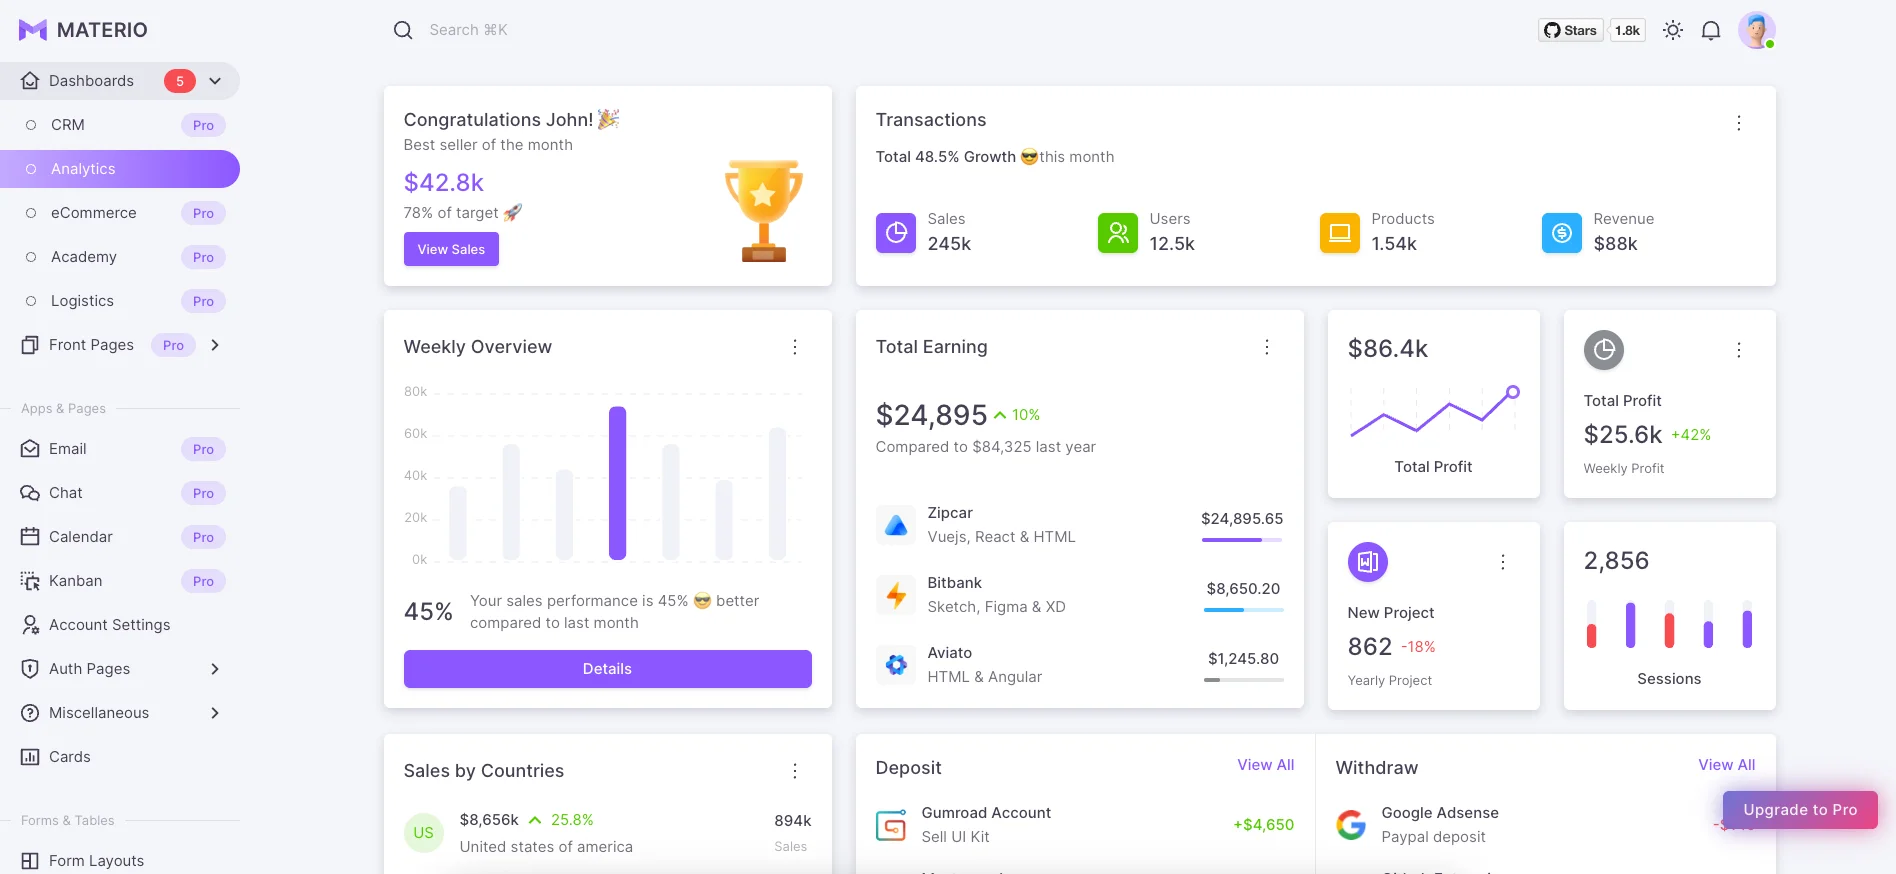 MATERIO
Search ⌘K
Stars
1.8k
Dashboards
5
CRM
Pro
Analytics
eCommerce
Pro
Academy
Pro
Logistics
Pro
Front Pages
Pro
Apps & Pages
Email
Pro
Chat
Pro
Calendar
Pro
Kanban
Pro
Account Settings
Auth Pages
Miscellaneous
Cards
Forms & Tables
Form Layouts
Congratulations John! 🎉
Best seller of the month
$42.8k
78% of target 🚀
View Sales
Transactions
Total 48.5% Growth 😎this month
Sales
245k
Users
12.5k
Products
1.54k
Revenue
$88k
Weekly Overview
80k
60k
40k
20k
0k
45%
Your sales performance is 45% 😎 better
compared to last month
Details
Total Earning
$24,895
10%
Compared to $84,325 last year
Zipcar
Vuejs, React & HTML
$24,895.65
Bitbank
Sketch, Figma & XD
$8,650.20
Aviato
HTML & Angular
$1,245.80
$86.4k
Total Profit
Total Profit
$25.6k
+42%
Weekly Profit
New Project
862
-18%
Yearly Project
2,856
Sessions
Sales by Countries
US
$8,656k
25.8%
United states of america
894k
Sales
Deposit
View All
Gumroad Account
Sell UI Kit
+$4,650
Withdraw
View All
Google Adsense
Paypal deposit
Upgrade to Pro